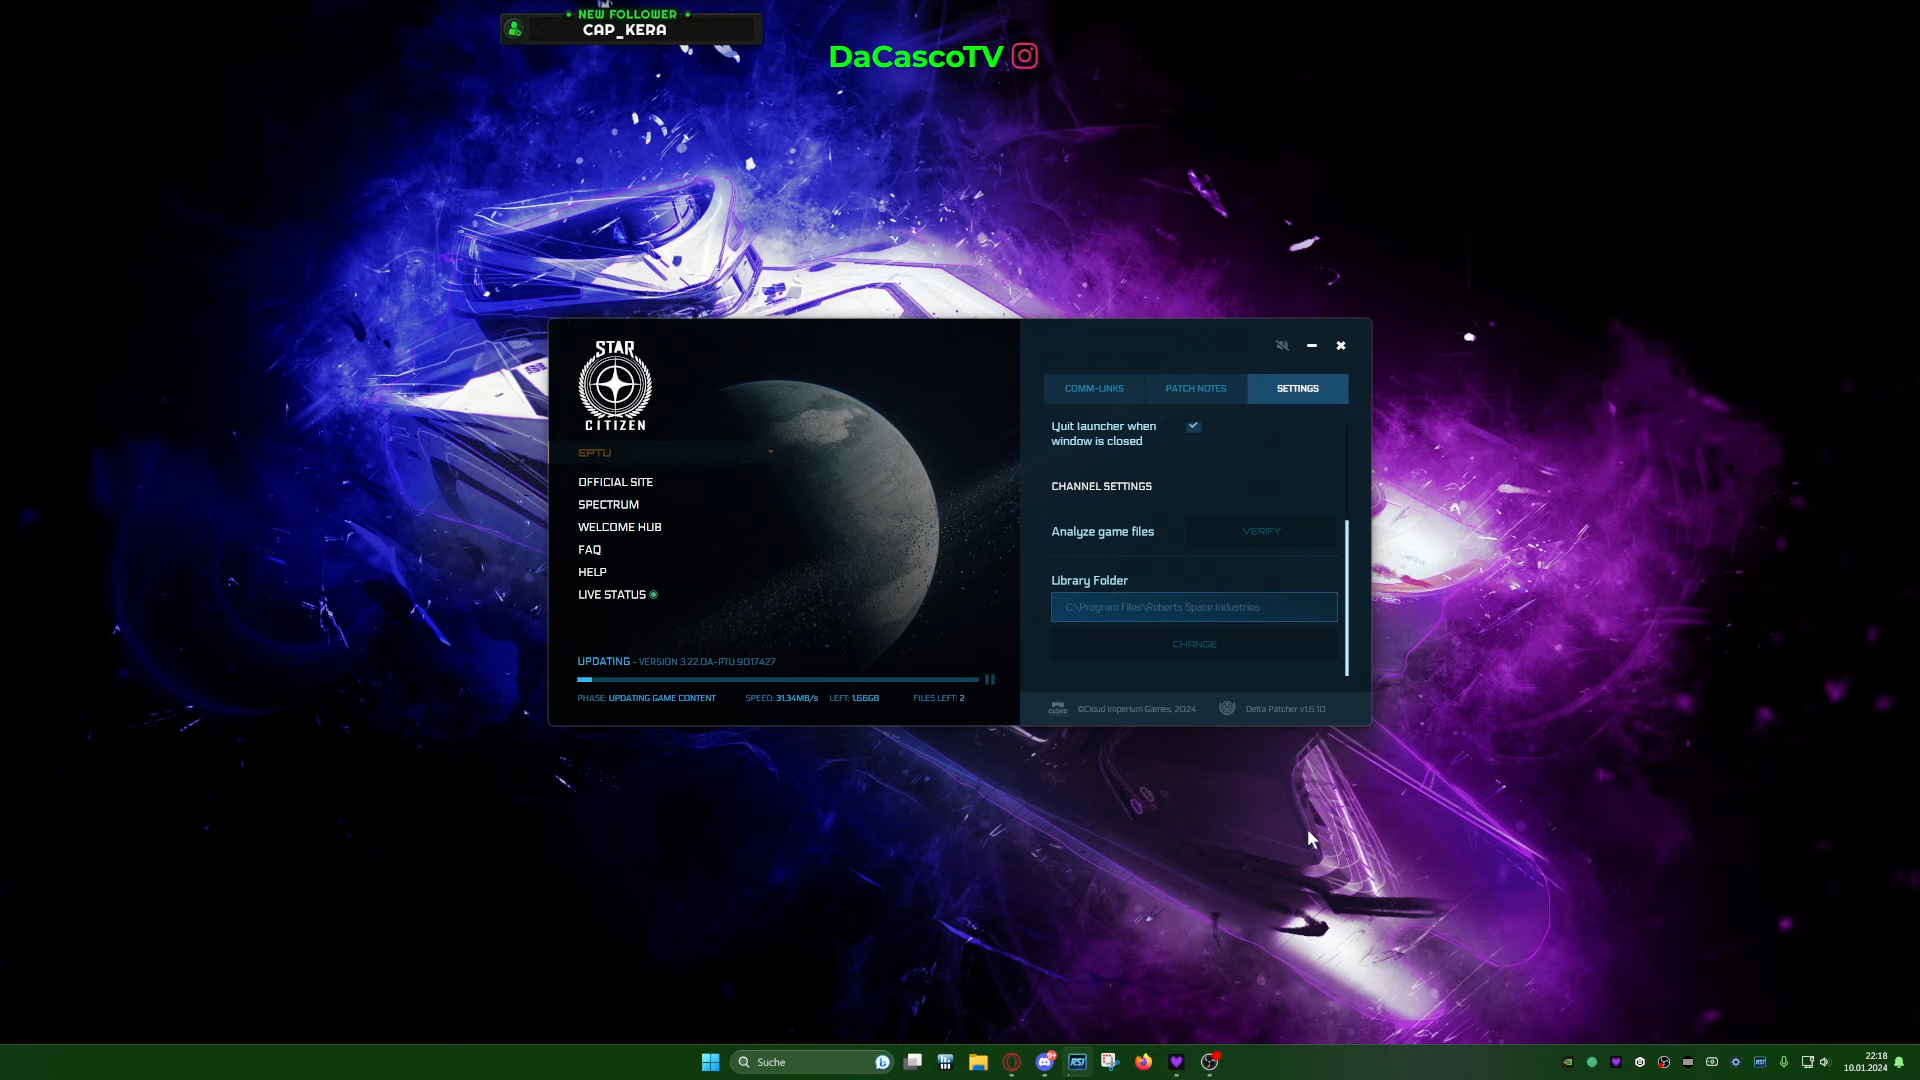 NEW FOLLOWER
CAP_KERA
DaCascoTV
STAR
CITIZEN
EPTU
OFFICIAL SITE
SPECTRUM
WELCOME HUB
FAQ
HELP
LIVE STATUS
UPDATING - VERSION 3.22.0A-PTU.9017427
PHASE: UPDATING GAME CONTENT SPEED: 31.34MB/s LEFT: 1.66GB FILES LEFT: 2
COMM-LINKS PATCH NOTES SETTINGS
Quit launcher when
window is closed
CHANNEL SETTINGS
Analyze game files VERIFY
Library Folder
C:\Program Files\Roberts Space Industries
CHANGE
CLOUD ©Cloud Imperium Games, 2024 Delta Patcher v1.6.10
Suche
9+
RSI
RSI
22:18
10.01.2024